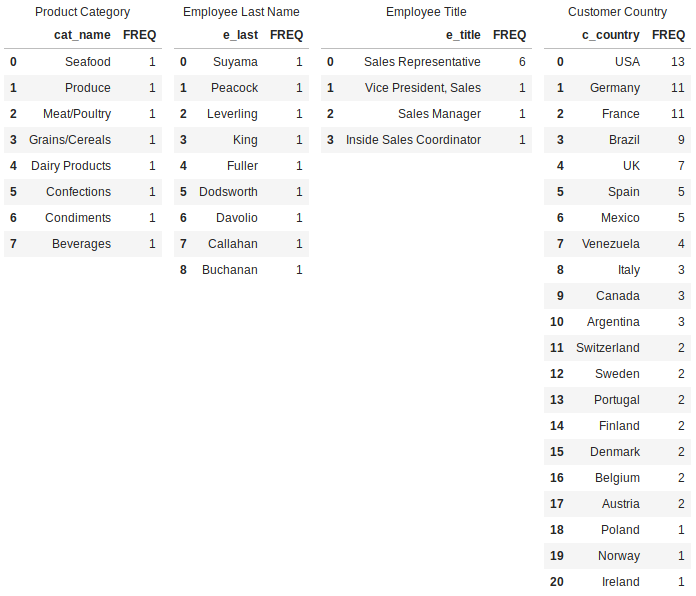 Product Category
cat_name FREQ
0 Seafood 1
1 Produce 1
2 Meat/Poultry 1
3 Grains/Cereals 1
4 Dairy Products 1
5 Confections 1
6 Condiments 1
7 Beverages 1
Employee Last Name
e_last FREQ
0 Suyama 1
1 Peacock 1
2 Leverling 1
3 King 1
4 Fuller 1
5 Dodsworth 1
6 Davolio 1
7 Callahan 1
8 Buchanan 1
Employee Title
e_title FREQ
0 Sales Representative 6
1 Vice President, Sales 1
2 Sales Manager 1
3 Inside Sales Coordinator 1
Customer Country
c_country FREQ
0 USA 13
1 Germany 11
2 France 11
3 Brazil 9
4 UK 7
5 Spain 5
6 Mexico 5
7 Venezuela 4
8 Italy 3
9 Canada 3
10 Argentina 3
11 Switzerland 2
12 Sweden 2
13 Portugal 2
14 Finland 2
15 Denmark 2
16 Belgium 2
17 Austria 2
18 Poland 1
19 Norway 1
20 Ireland 1